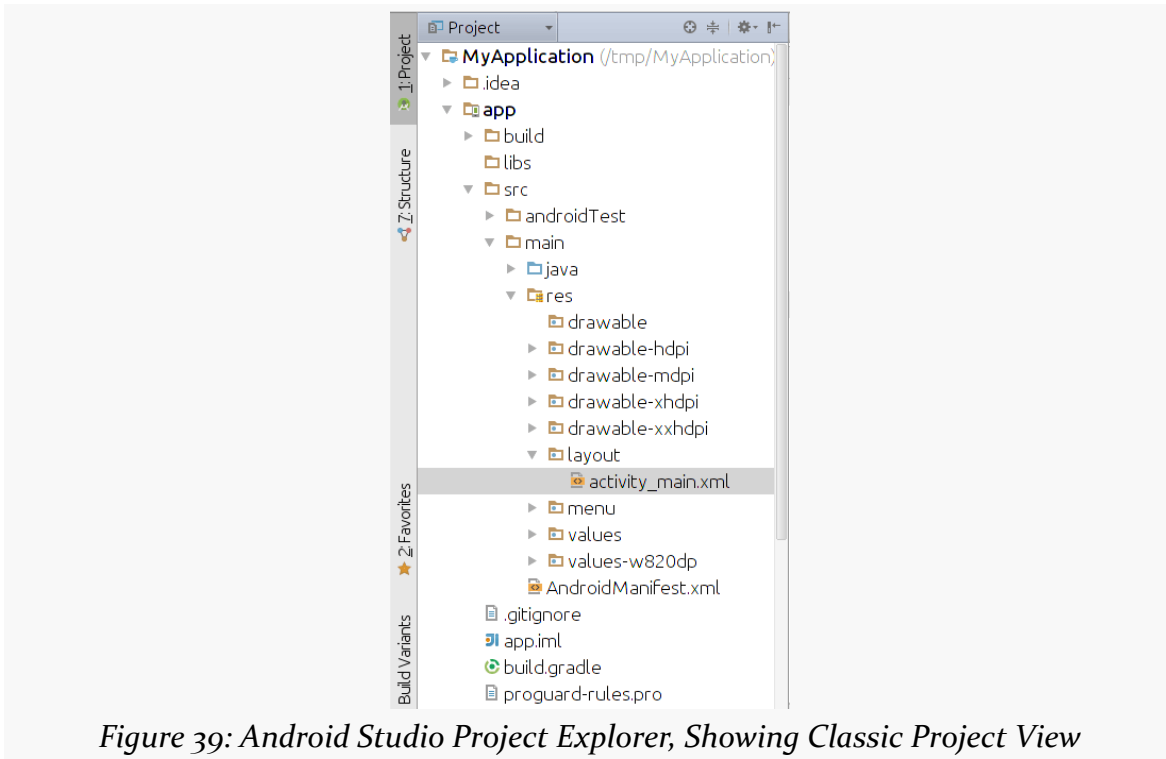 Project
1: Project
MyApplication (/tmp/MyApplication)
.idea
app
build
libs
7: Structure
src
androidTest
main
java
res
drawable
drawable-hdpi
drawable-mdpi
drawable-xhdpi
drawable-xxhdpi
layout
activity_main.xml
2: Favorites
menu
values
values-w820dp
AndroidManifest.xml
Build Variants
.gitignore
app.iml
build.gradle
proguard-rules.pro
Figure 39: Android Studio Project Explorer, Showing Classic Project View